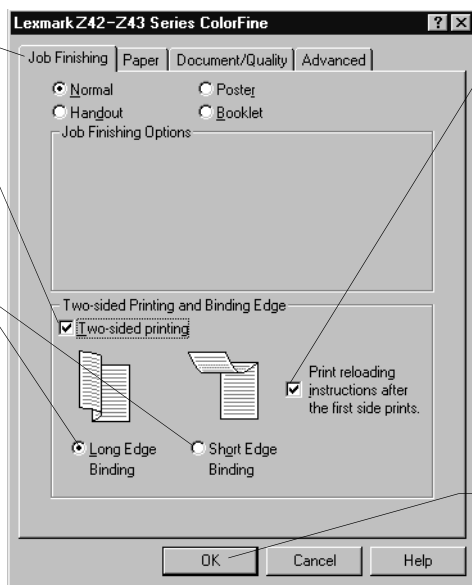 Lexmark Z42-Z43 Series ColorFine
Job Finishing Paper Document/Quality Advanced
Normal Poster
Handout Booklet
Job Finishing Options
Two-sided Printing and Binding Edge
Two-sided printing
Print reloading
instructions after
the first side prints.
Long Edge Short Edge
Binding Binding
OK Cancel Help